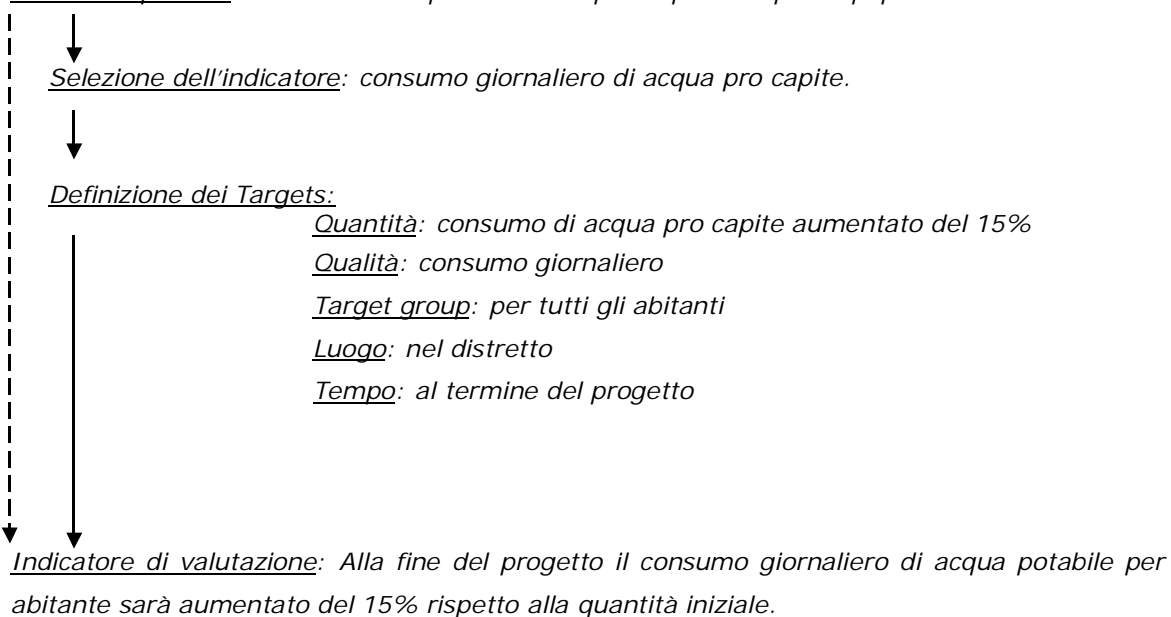 Selezione dell'indicatore: consumo giornaliero di acqua pro capite.
Definizione dei Targets:
Quantità: consumo di acqua pro capite aumentato del 15%
Qualità: consumo giornaliero
Target group: per tutti gli abitanti
Luogo: nel distretto
Tempo: al termine del progetto
Indicatore di valutazione: Alla fine del progetto il consumo giornaliero di acqua potabile per
abitante sarà aumentato del 15% rispetto alla quantità iniziale.